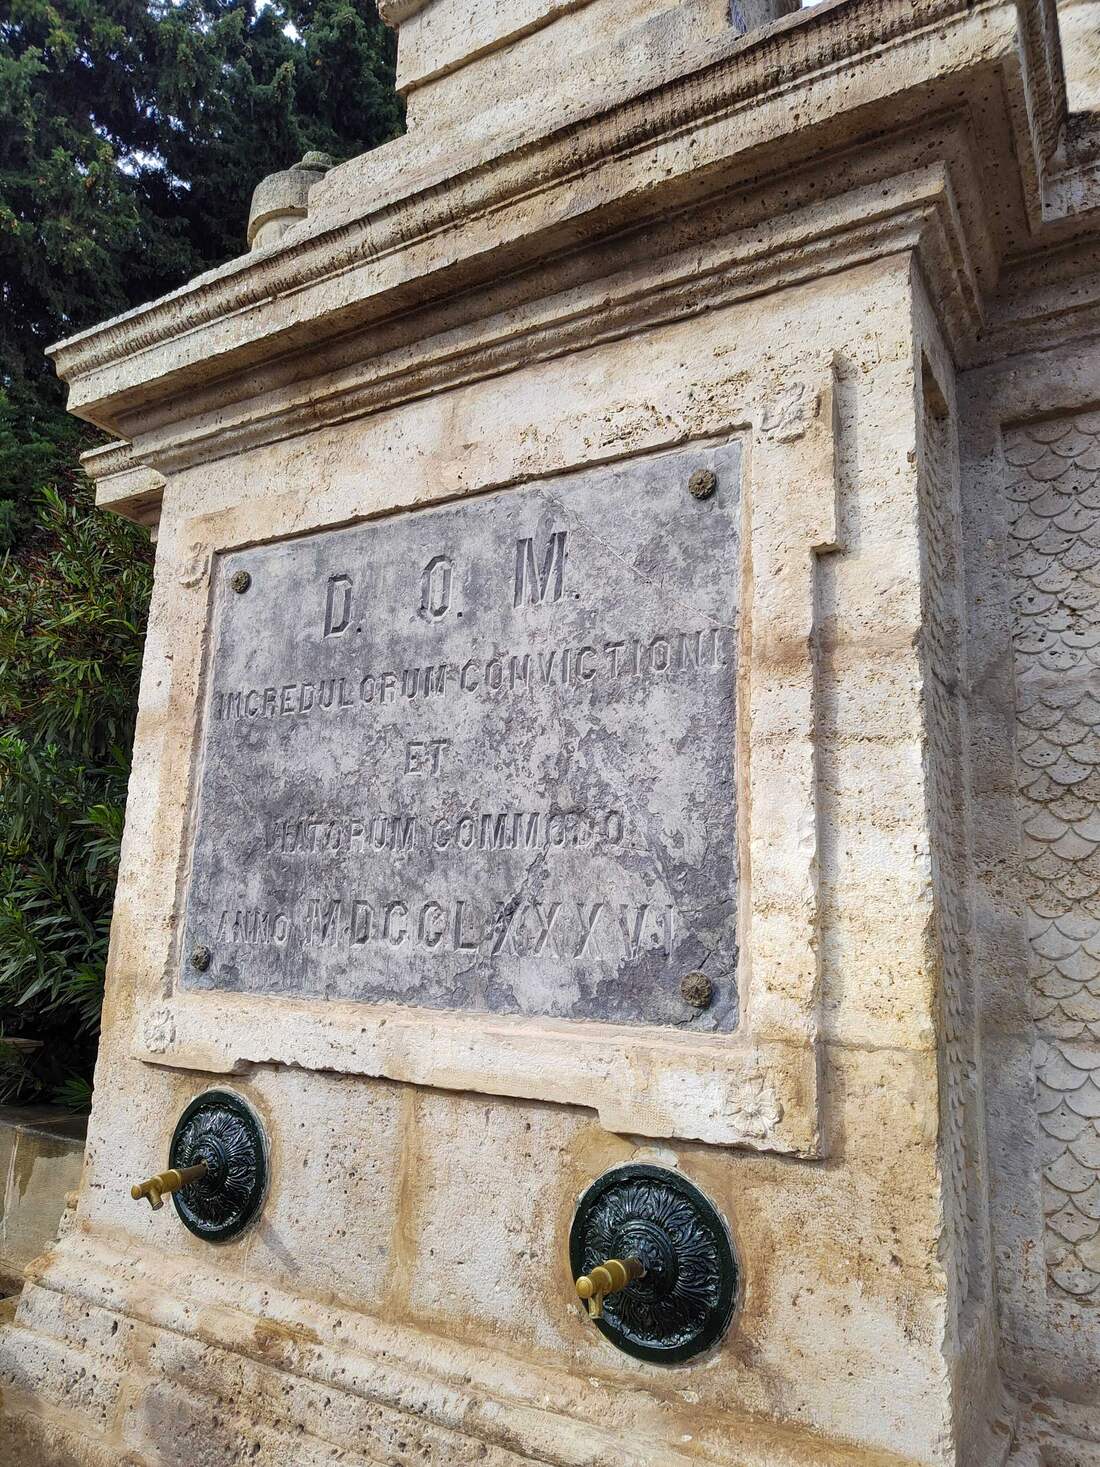 D. O. M.
INCREDULORUM CONVICTIONI
ET
VIATORUM COMMODO
ANNO MDCCLXXXVI